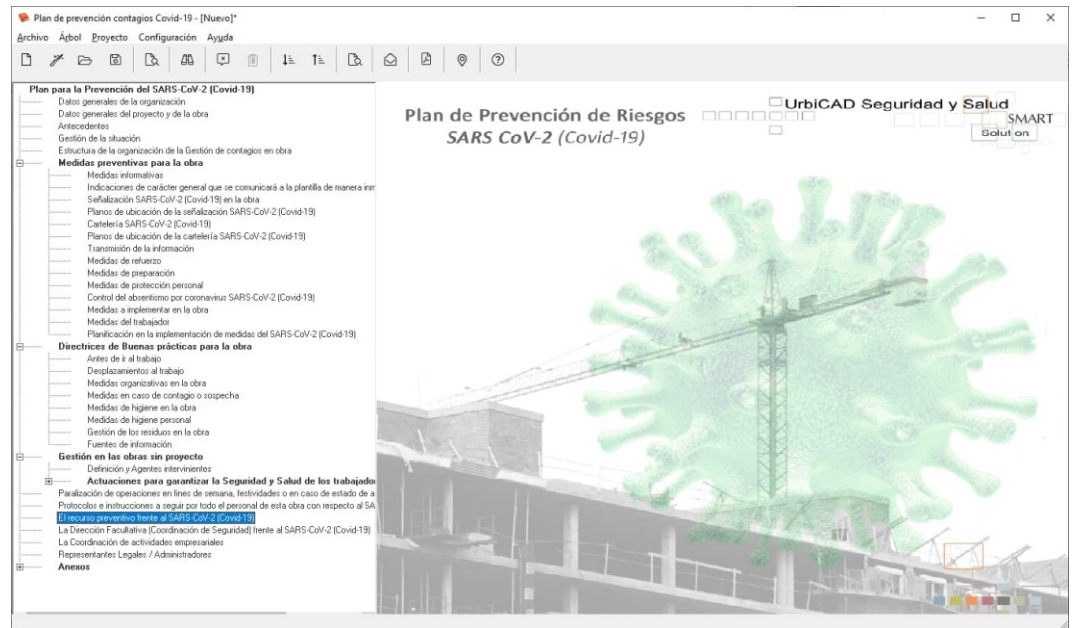 Plan de prevención contagios Covid-19 - [Nuevo]*
Archivo Árbol Proyecto Configuración Ayuda
Plan para la Prevención del SARS-CoV-2 (Covid-19)
Datos generales de la organización
Datos generales del proyecto y de la obra
Antecedentes
Gestión de la situación
Estructura de la organización de la Gestión de contagios en obra
Medidas preventivas para la obra
Medidas informativas
Indicaciones de carácter general que se comunicará a la plantilla de manera inm
Señalización SARS-CoV-2 (Covid-19) en la obra
Planos de ubicación de la señalización SARS-CoV-2 (Covid-19)
Cartelería SARS-CoV-2 (Covid-19)
Planos de ubicación de la cartelería SARS-CoV-2 (Covid-19)
Transmisión de la información
Medidas de refuerzo
Medidas de preparación
Medidas de protección personal
Control del absentismo por coronavirus SARS-CoV-2 (Covid-19)
Medidas a implementar en la obra
Medidas del trabajador
Planificación en la implementación de medidas del SARS-CoV-2 (Covid-19)
Directrices de Buenas prácticas para la obra
Antes de ir al trabajo
Desplazamientos al trabajo
Medidas organizativas en la obra
Medidas en caso de contagio o sospecha
Medidas de higiene en la obra
Medidas de higiene personal
Gestión de los residuos en la obra
Fuentes de información
Gestión en las obras sin proyecto
Definición y Agentes intervinientes
Actuaciones para garantizar la Seguridad y Salud de los trabajado
Paralización de operaciones en fines de semana, festividades o en caso de estado de a
Protocolos e instrucciones a seguir por todo el personal de esta obra con respecto al SA
El recurso preventivo frente al SARS-CoV-2 (Covid-19)
La Dirección Facultativa (Coordinación de Seguridad) frente al SARS-CoV-2 (Covid-19)
La Coordinación de actividades empresariales
Representantes Legales / Administradores
Anexos
Plan de Prevención de Riesgos
SARS CoV-2 (Covid-19)
UrbiCAD Seguridad y Salud
SMART
Solution